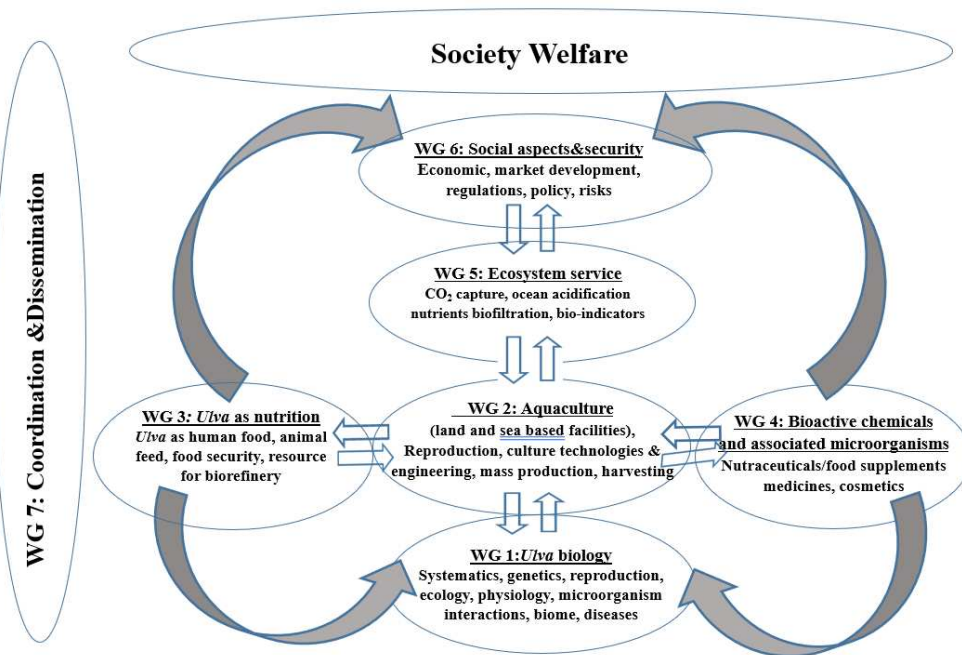 Society Welfare
WG 7: Coordination &Dissemination
WG 6: Social aspects&security
Economic, market development,
regulations, policy, risks
WG 5: Ecosystem service
CO₂ capture, ocean acidification
nutrients biofiltration, bio-indicators
WG 3: Ulva as nutrition
Ulva as human food, animal
feed, food security, resource
for biorefinery
WG 2: Aquaculture
(land and sea based facilities),
Reproduction, culture technologies &
engineering, mass production, harvesting
WG 4: Bioactive chemicals
and associated microorganisms
Nutraceuticals/food supplements
medicines, cosmetics
WG 1:Ulva biology
Systematics, genetics, reproduction,
ecology, physiology, microorganism
interactions, biome, diseases